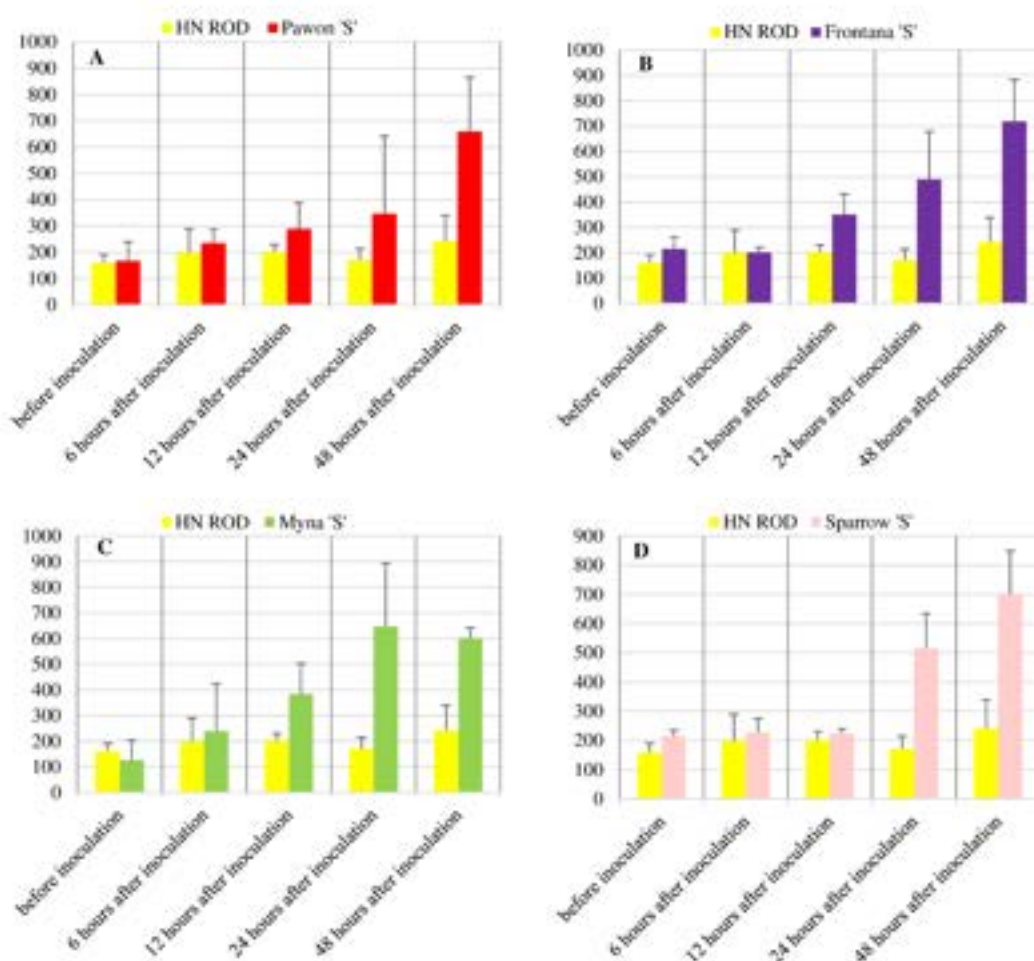 HN ROD Pawon 'S'
A
1000
900
800
700
600
500
400
300
200
100
0
before inoculation
6 hours after inoculation
12 hours after inoculation
24 hours after inoculation
48 hours after inoculation
HN ROD Frontana 'S'
B
1000
900
800
700
600
500
400
300
200
100
0
before inoculation
6 hours after inoculation
12 hours after inoculation
24 hours after inoculation
48 hours after inoculation
HN ROD Myna 'S'
C
1000
900
800
700
600
500
400
300
200
100
0
before inoculation
6 hours after inoculation
12 hours after inoculation
24 hours after inoculation
48 hours after inoculation
HN ROD Sparrow 'S'
D
900
800
700
600
500
400
300
200
100
0
before inoculation
6 hours after inoculation
12 hours after inoculation
24 hours after inoculation
48 hours after inoculation